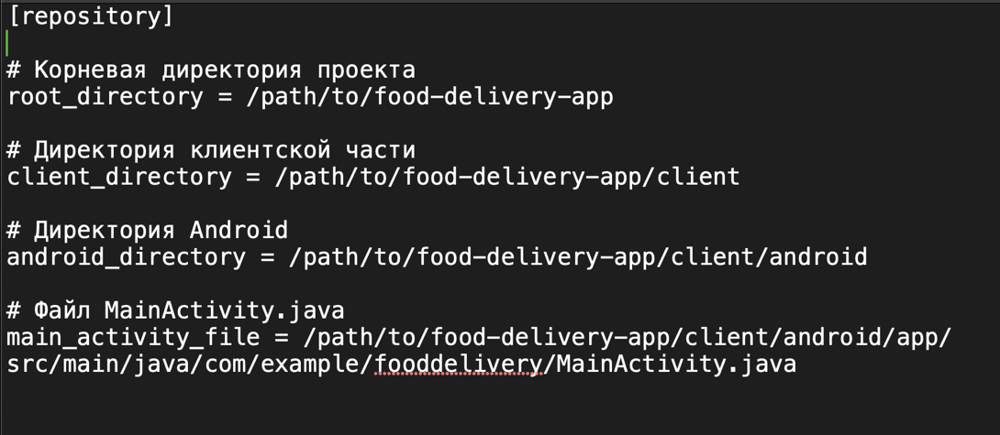 [repository]
# Корневая директория проекта
root_directory = /path/to/food-delivery-app
# Директория клиентской части
client_directory = /path/to/food-delivery-app/client
# Директория Android
android_directory = /path/to/food-delivery-app/client/android
# Файл MainActivity.java
main_activity_file = /path/to/food-delivery-app/client/android/app/
src/main/java/com/example/fooddelivery/MainActivity.java